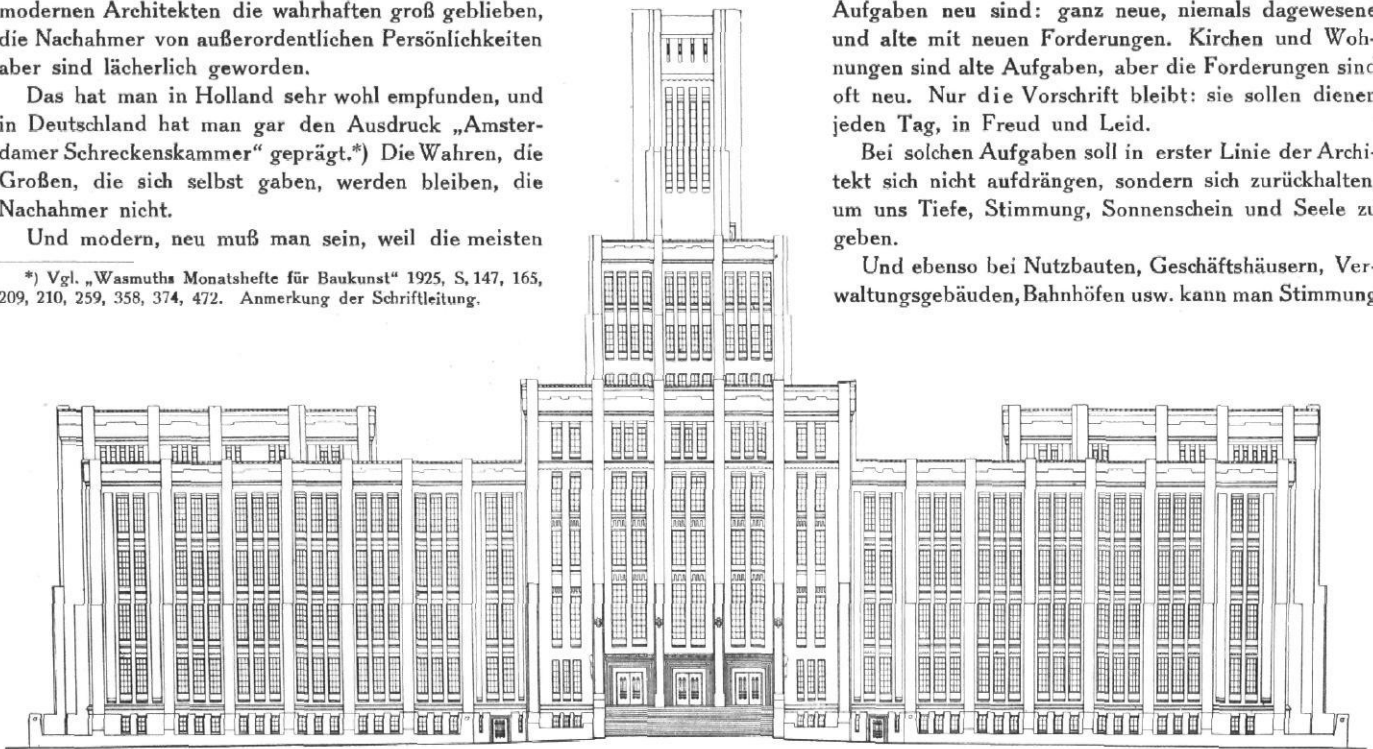 modernen Architekten die wahrhaften groß geblieben,
die Nachahmer von außerordentlichen Persönlichkeiten
aber sind lächerlich geworden.
Das hat man in Holland sehr wohl empfunden, und
in Deutschland hat man gar den Ausdruck „Amster-
damer Schreckenskammer“ geprägt.*) Die Wahren, die
Großen, die sich selbst gaben, werden bleiben, die
Nachahmer nicht.
Und modern, neu muß man sein, weil die meisten
*) Vgl. „Wasmuths Monatshefte für Baukunst“ 1925, S. 147, 165,
209, 210, 259, 358, 374, 472. Anmerkung der Schriftleitung.
Aufgaben neu sind: ganz neue, niemals dagewesene
und alte mit neuen Forderungen. Kirchen und Woh-
nungen sind alte Aufgaben, aber die Forderungen sind
oft neu. Nur die Vorschrift bleibt: sie sollen dienen
jeden Tag, in Freud und Leid.
Bei solchen Aufgaben soll in erster Linie der Archi-
tekt sich nicht aufdrängen, sondern sich zurückhalten
um uns Tiefe, Stimmung, Sonnenschein und Seele zu
geben.
Und ebenso bei Nutzbauten, Geschäftshäusern, Ver-
waltungsgebäuden, Bahnhöfen usw. kann man Stimmung